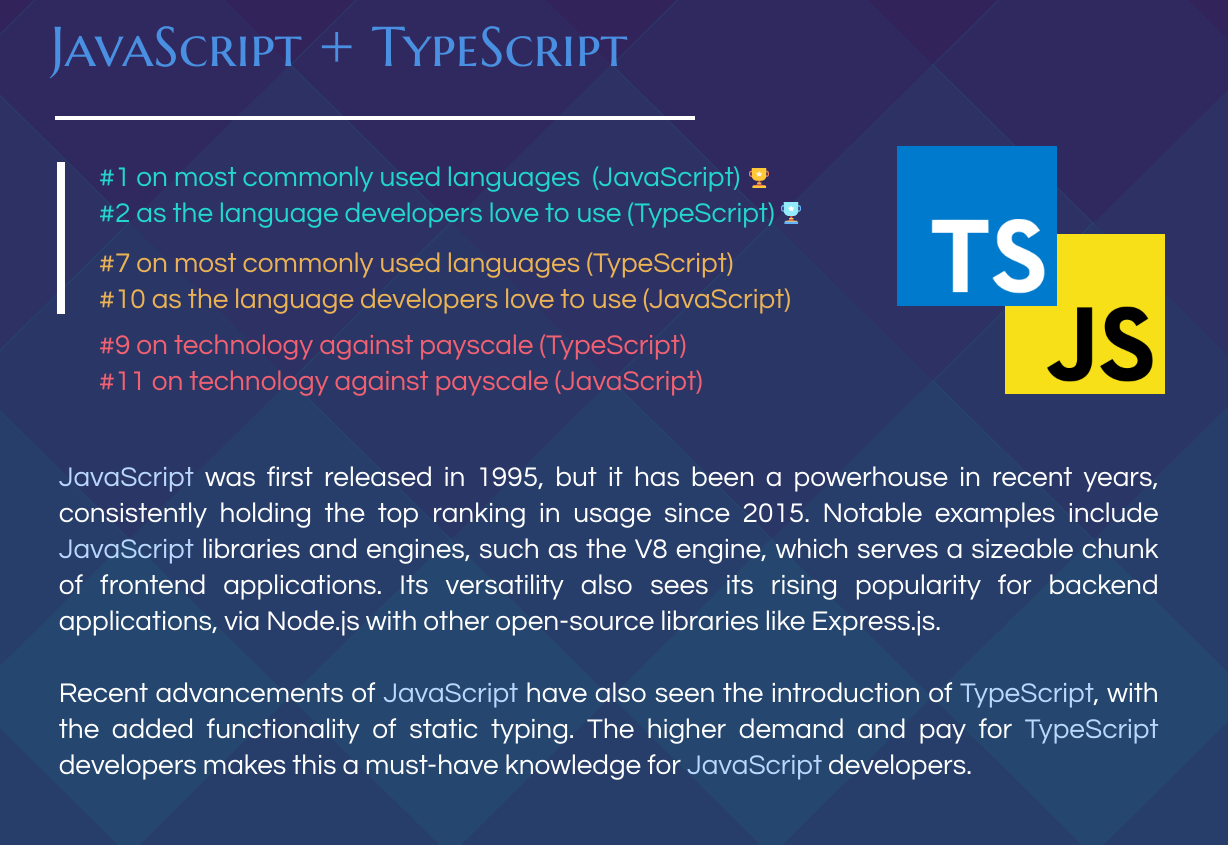 JavaScript + TypeScript
#1 on most commonly used languages (JavaScript) 🏆
#2 as the language developers love to use (TypeScript) 🏆
#7 on most commonly used languages (TypeScript)
#10 as the language developers love to use (JavaScript)
#9 on technology against payscale (TypeScript)
#11 on technology against payscale (JavaScript)
TS
JS
JavaScript was first released in 1995, but it has been a powerhouse in recent years,
consistently holding the top ranking in usage since 2015. Notable examples include
JavaScript libraries and engines, such as the V8 engine, which serves a sizeable chunk
of frontend applications. Its versatility also sees its rising popularity for backend
applications, via Node.js with other open-source libraries like Express.js.
Recent advancements of JavaScript have also seen the introduction of TypeScript, with
the added functionality of static typing. The higher demand and pay for TypeScript
developers makes this a must-have knowledge for JavaScript developers.